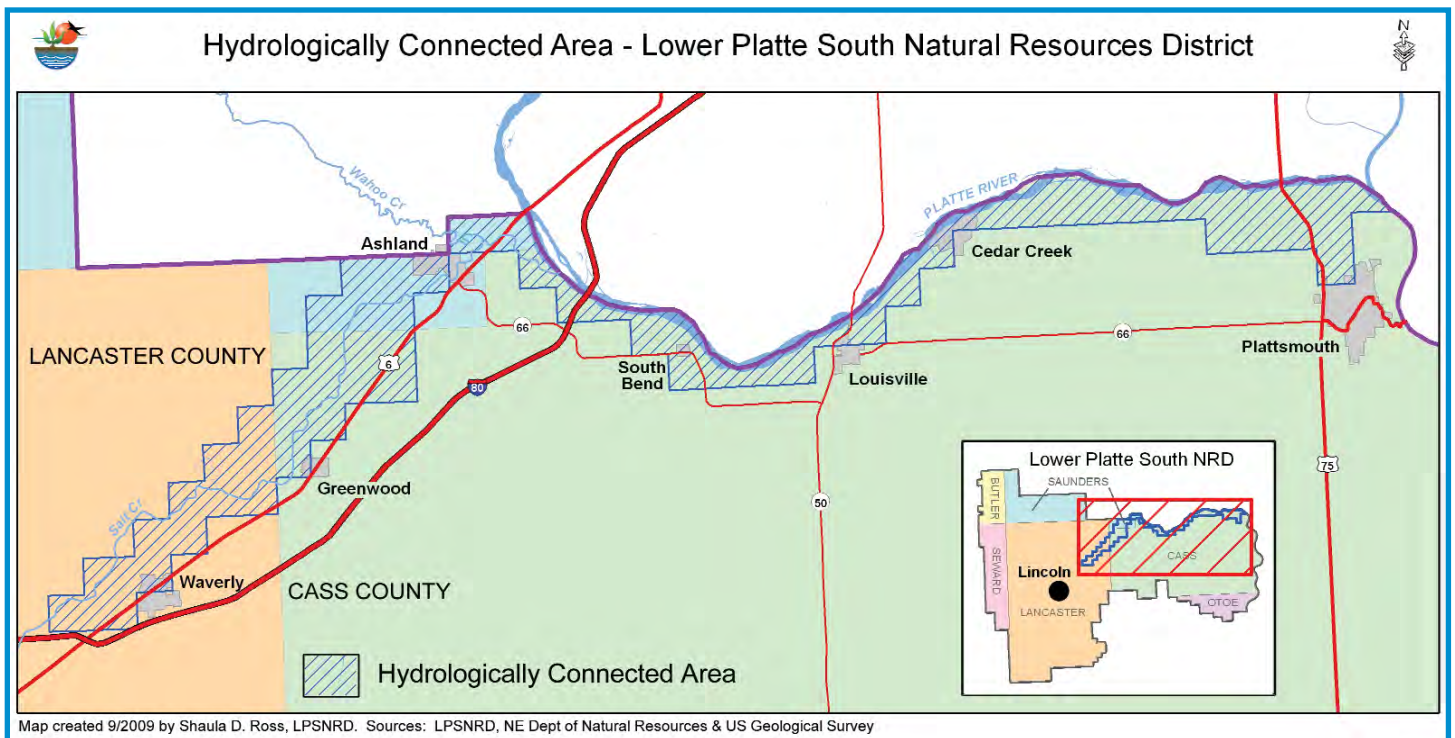 Hydrologically Connected Area - Lower Platte South Natural Resources District
N
Wahoo Cr
PLATTE RIVER
Ashland
Cedar Creek
LANCASTER COUNTY
66
66
Plattsmouth
6
South
Bend
Louisville
80
Greenwood
75
50
Salt Cr
Waverly
CASS COUNTY
Lower Platte South NRD
SAUNDERS
BUTLER
SEWARD
CASS
Lincoln
LANCASTER
OTOE
Hydrologically Connected Area
Map created 9/2009 by Shaula D. Ross, LPSNRD. Sources: LPSNRD, NE Dept of Natural Resources & US Geological Survey